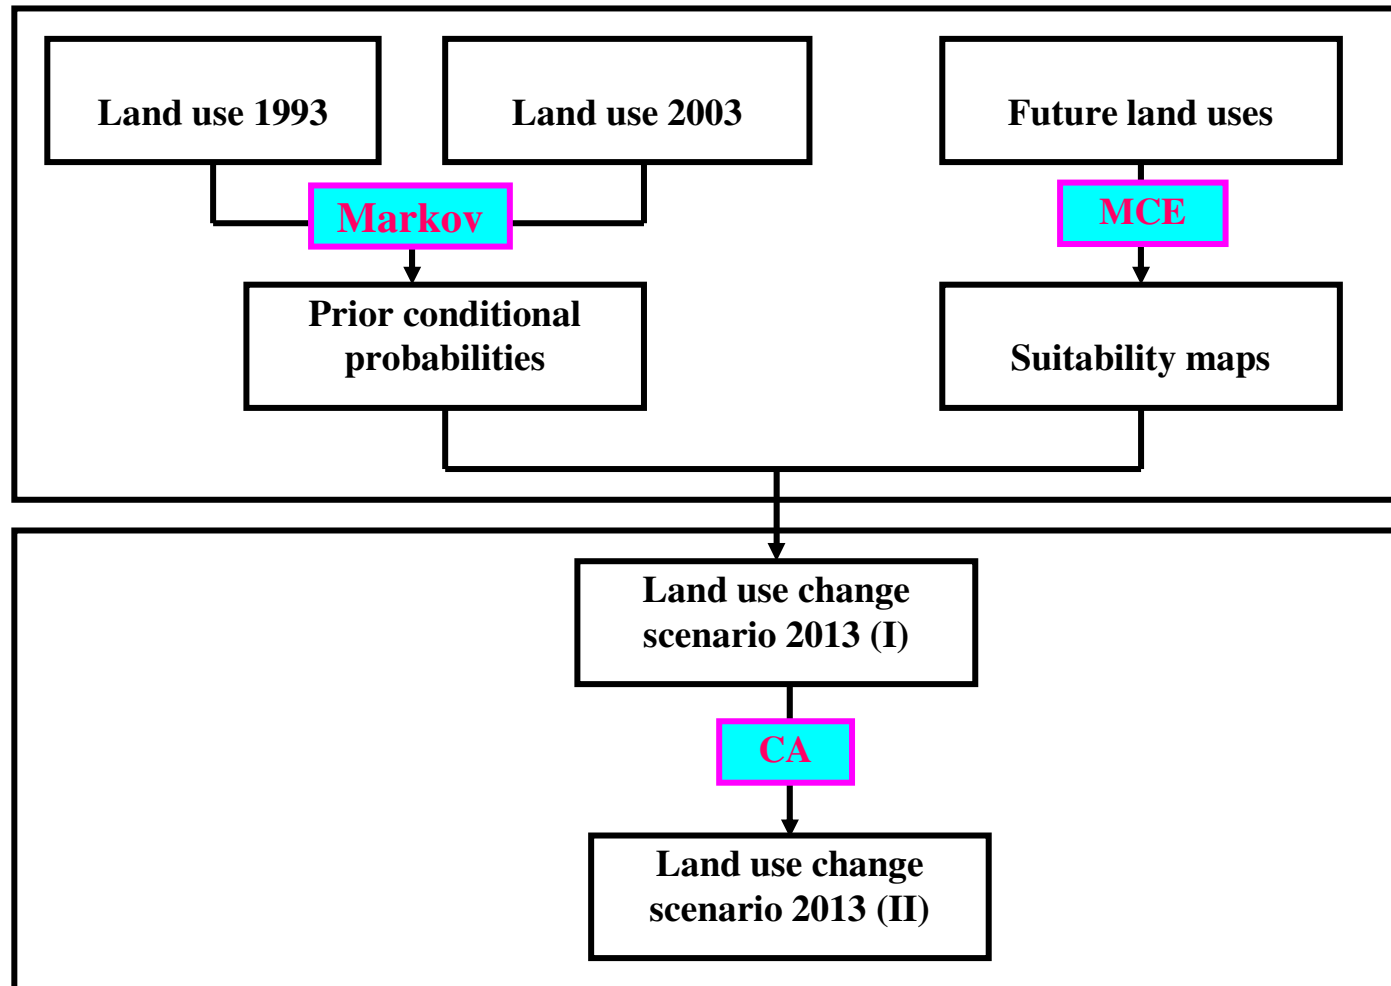 Land use 1993
Land use 2003
Future land uses
Markov
MCE
Prior conditional
probabilities
Suitability maps
Land use change
scenario 2013 (I)
CA
Land use change
scenario 2013 (II)